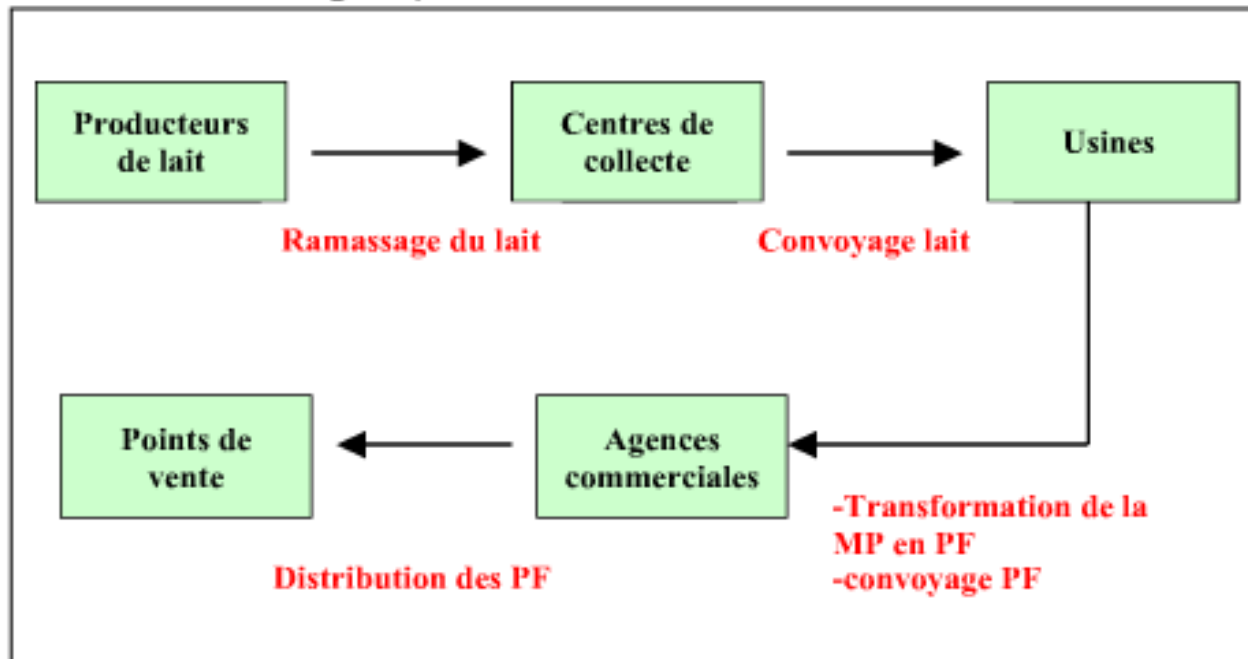 Producteurs
de lait
Centres de
collecte
Usines
Ramassage du lait
Convoyage lait
Points de
vente
Agences
commerciales
-Transformation de la
MP en PF
-convoyage PF
Distribution des PF